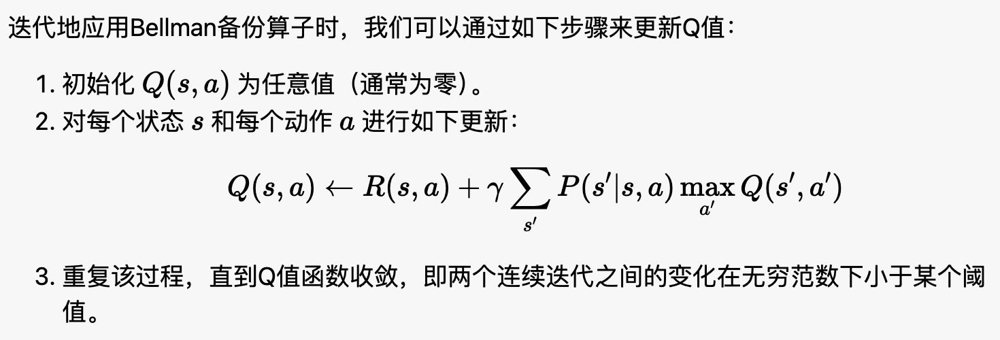 迭代地应用Bellman备份算子时，我们可以通过如下步骤来更新Q值：
1. 初始化 Q(s, a) 为任意值（通常为零）。
2. 对每个状态 s 和每个动作 a 进行如下更新：
Q(s, a) ← R(s, a) + γ ∑_{s′} P(s′|s, a) max_{a′} Q(s′, a′)
3. 重复该过程，直到Q值函数收敛，即两个连续迭代之间的变化在无穷范数下小于某个阈
值。